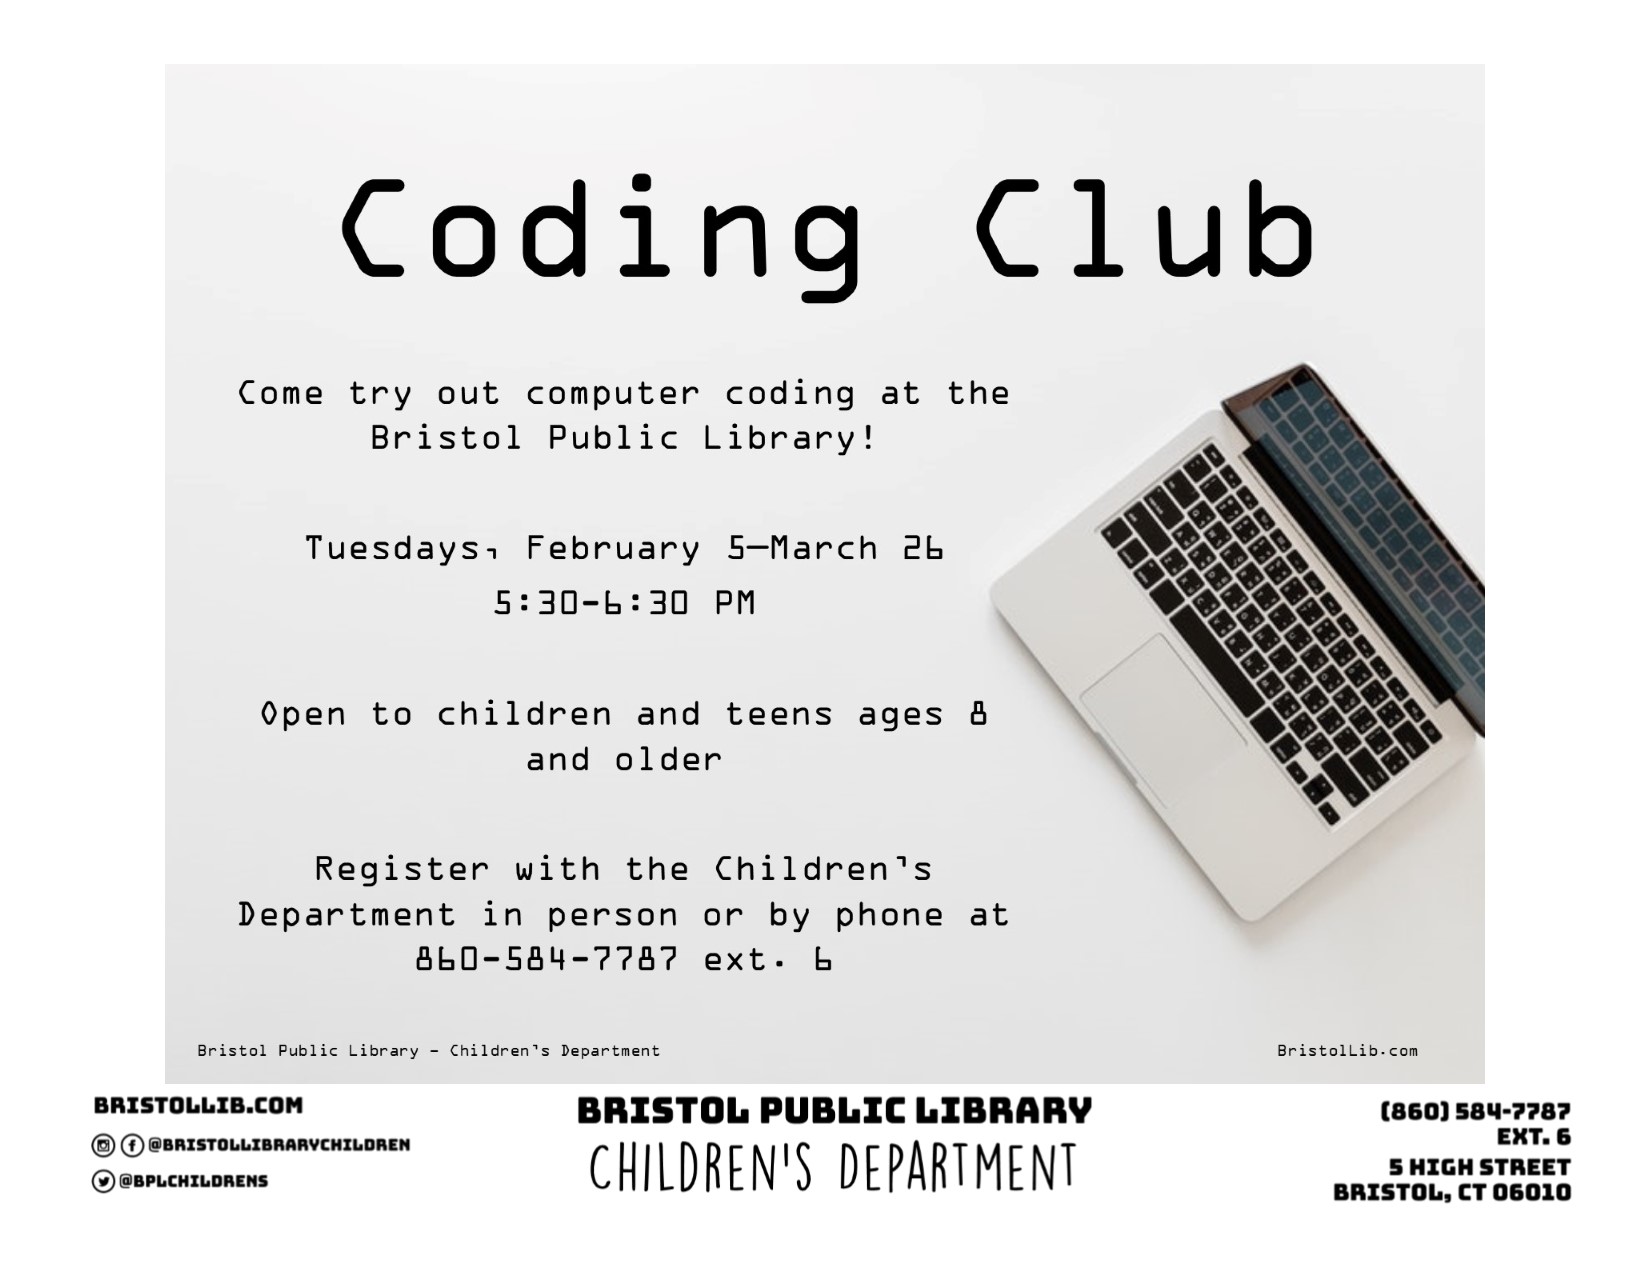 Coding Club
Come try out computer coding at the
Bristol Public Library!
Tuesdays, February 5—March 26
5:30-6:30 PM
Open to children and teens ages 8
and older
Register with the Children's
Department in person or by phone at
860-584-7787 ext. 6
Bristol Public Library - Children's Department
BristolLib.com
BRISTOLLIB.COM
@BRISTOLLIBRARYCHILDREN
@BPLCHILDRENS
BRISTOL PUBLIC LIBRARY
CHILDREN'S DEPARTMENT
(860) 584-7787
EXT. 6
5 HIGH STREET
BRISTOL, CT 06010